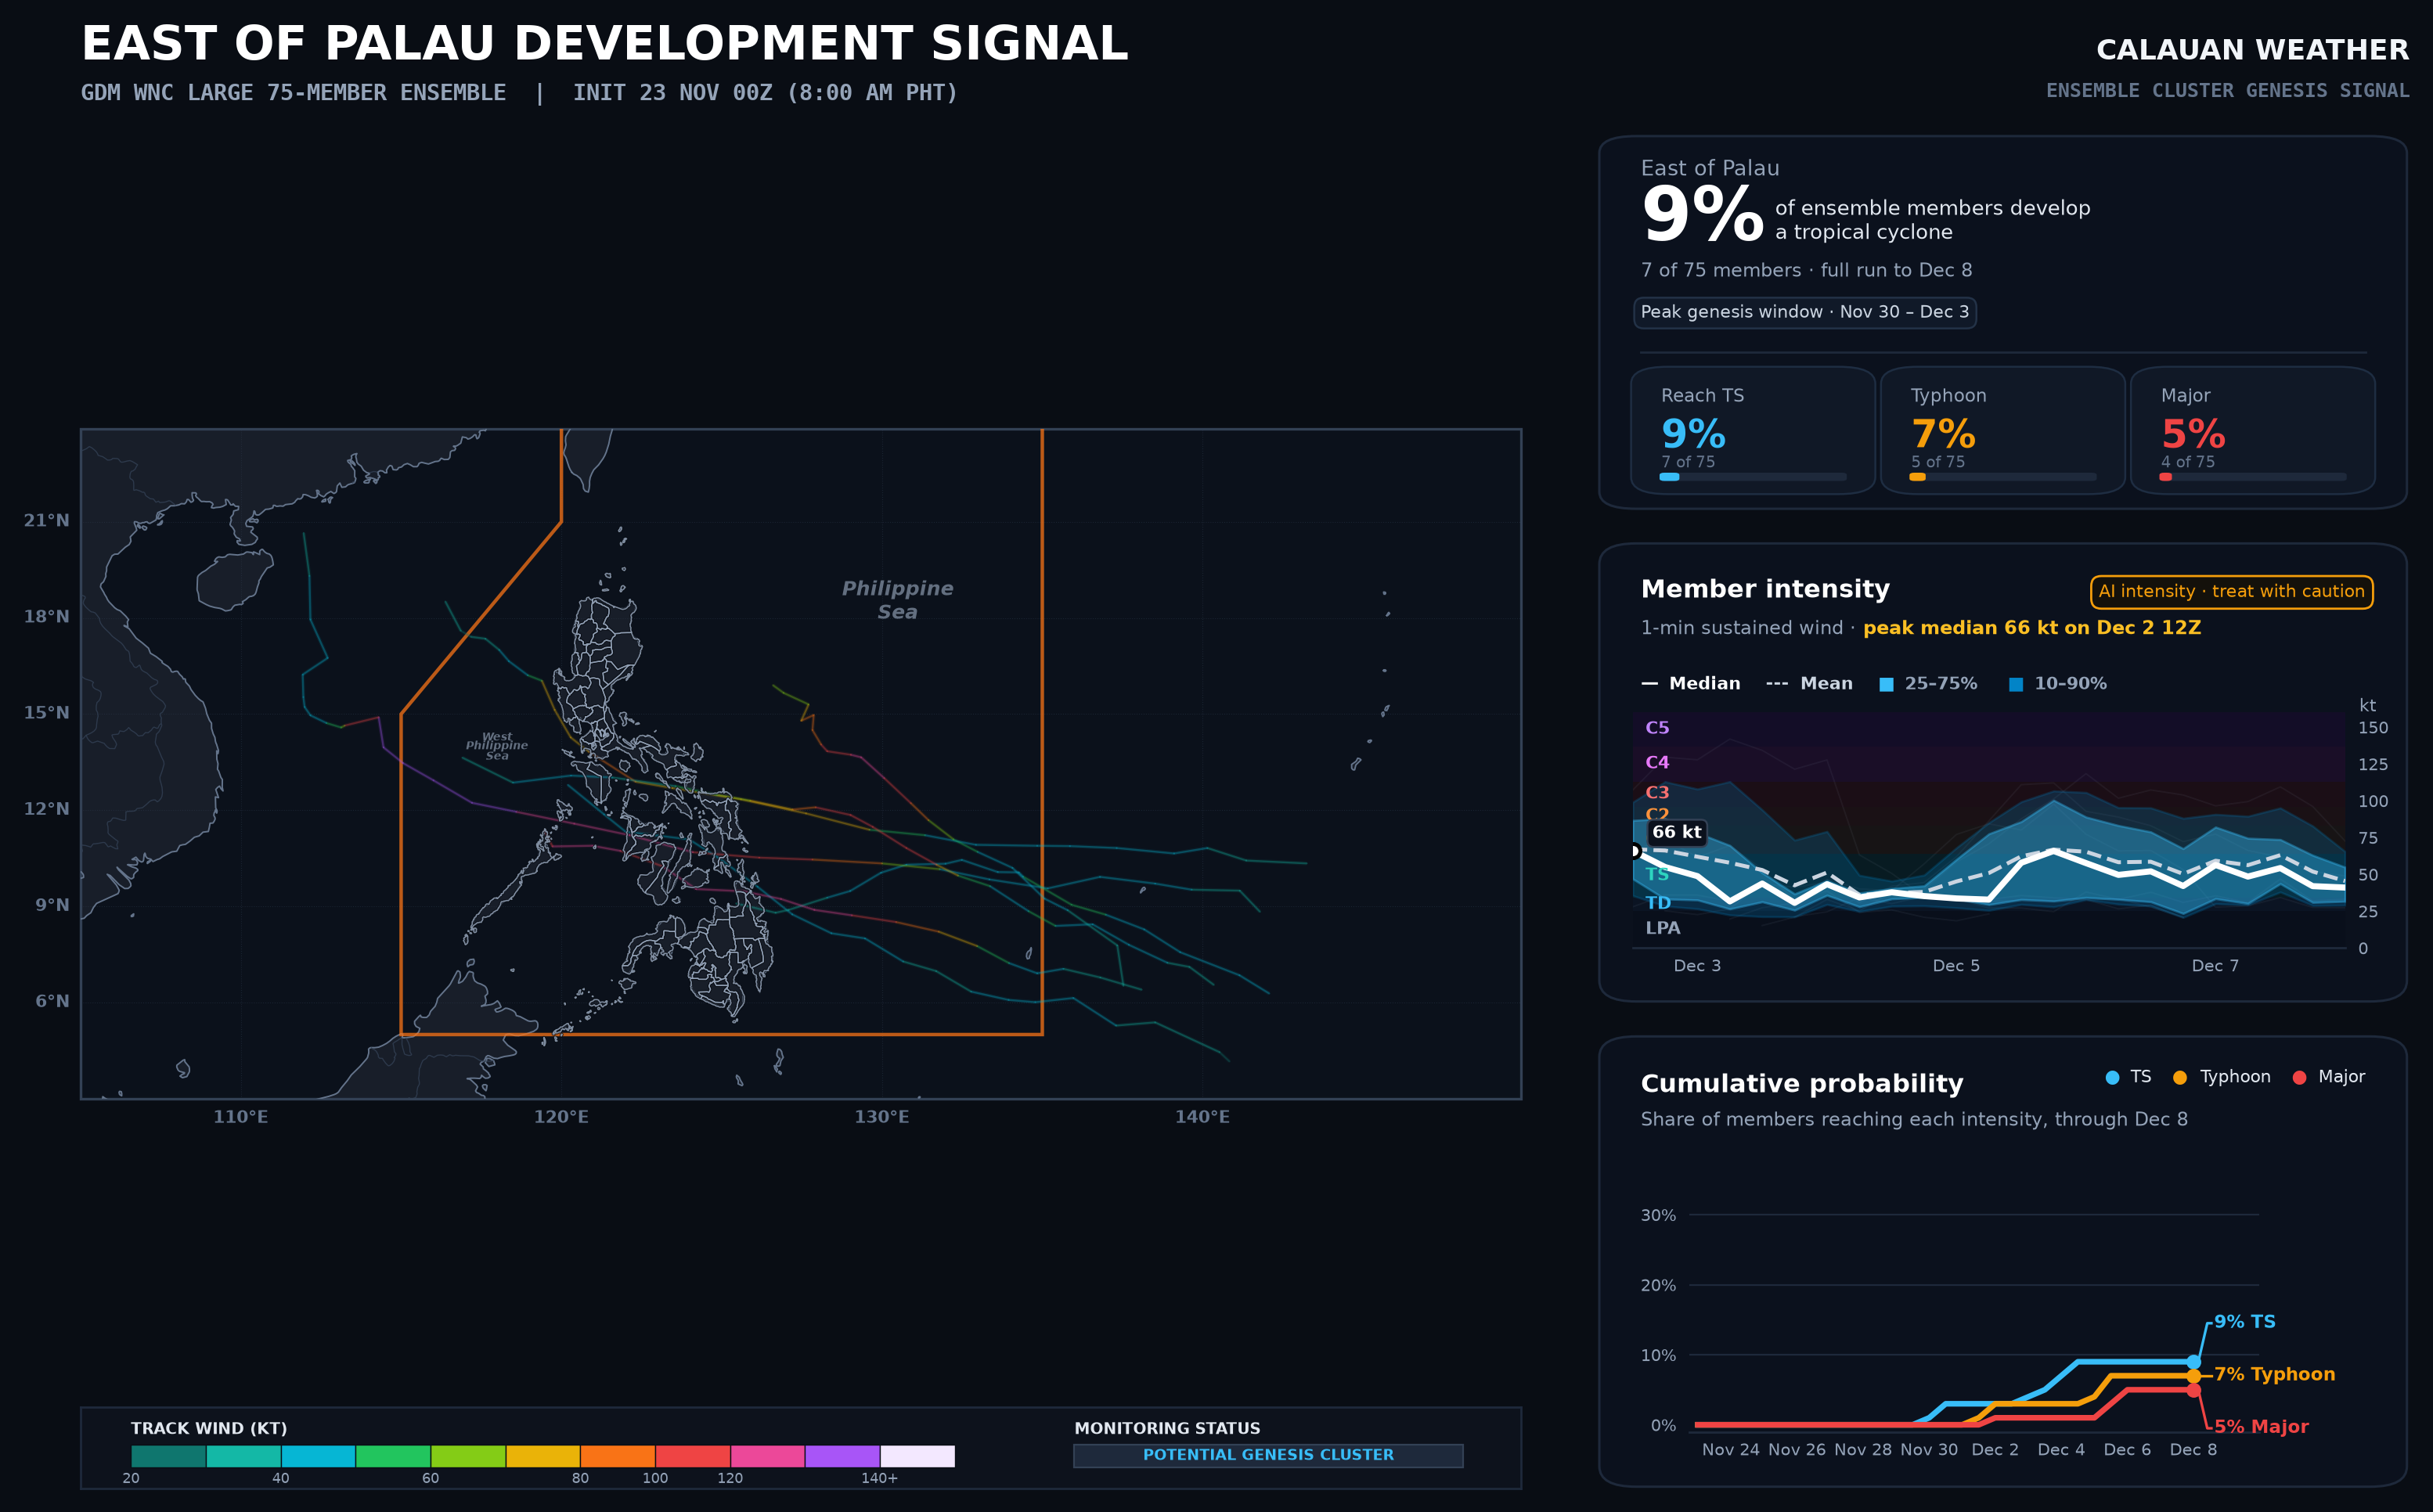 EAST OF PALAU DEVELOPMENT SIGNAL
GDM WNC LARGE 75-MEMBER ENSEMBLE | INIT 23 NOV 00Z (8:00 AM PHT)
CALAUAN WEATHER
ENSEMBLE CLUSTER GENESIS SIGNAL
21°N
18°N
15°N
12°N
9°N
6°N
110°E
120°E
130°E
140°E
Philippine
Sea
West
Philippine
Sea
TRACK WIND (KT)
20
40
60
80
100
120
140+
MONITORING STATUS
POTENTIAL GENESIS CLUSTER
East of Palau
9% of ensemble members develop
a tropical cyclone
7 of 75 members · full run to Dec 8
Peak genesis window · Nov 30 – Dec 3
Reach TS
9%
7 of 75
Typhoon
7%
5 of 75
Major
5%
4 of 75
Member intensity
AI intensity · treat with caution
1-min sustained wind · peak median 66 kt on Dec 2 12Z
Median
Mean
25–75%
10–90%
kt
150
125
100
75
50
25
0
C5
C4
C3
C2
66 kt
TS
TD
LPA
Dec 3
Dec 5
Dec 7
Cumulative probability
TS
Typhoon
Major
Share of members reaching each intensity, through Dec 8
30%
20%
10%
0%
9% TS
7% Typhoon
5% Major
Nov 24
Nov 26
Nov 28
Nov 30
Dec 2
Dec 4
Dec 6
Dec 8